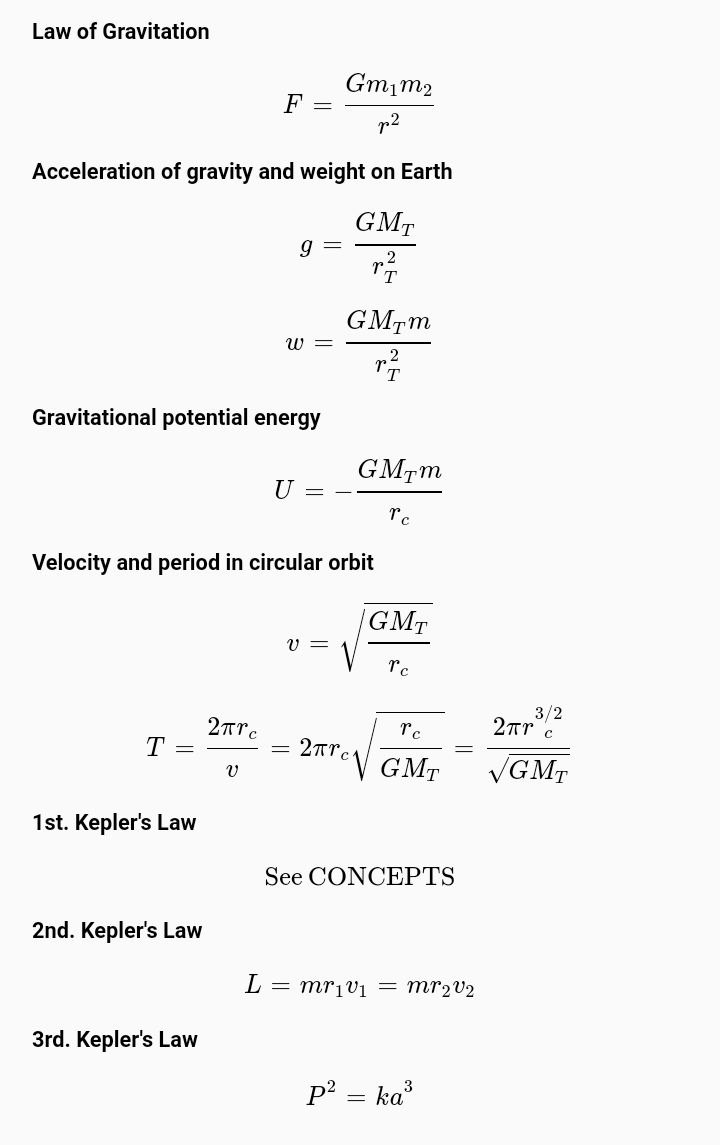 Law of Gravitation
F = \frac{Gm_1m_2}{r^2}
Acceleration of gravity and weight on Earth
g = \frac{GM_T}{r_T^2}
w = \frac{GM_Tm}{r_T^2}
Gravitational potential energy
U = -\frac{GM_Tm}{r_c}
Velocity and period in circular orbit
v = \sqrt{\frac{GM_T}{r_c}}
T = \frac{2\pi r_c}{v} = 2\pi r_c\sqrt{\frac{r_c}{GM_T}} = \frac{2\pi r_c^{3/2}}{\sqrt{GM_T}}
1st. Kepler's Law
See CONCEPTS
2nd. Kepler's Law
L = mr_1v_1 = mr_2v_2
3rd. Kepler's Law
P^2 = ka^3